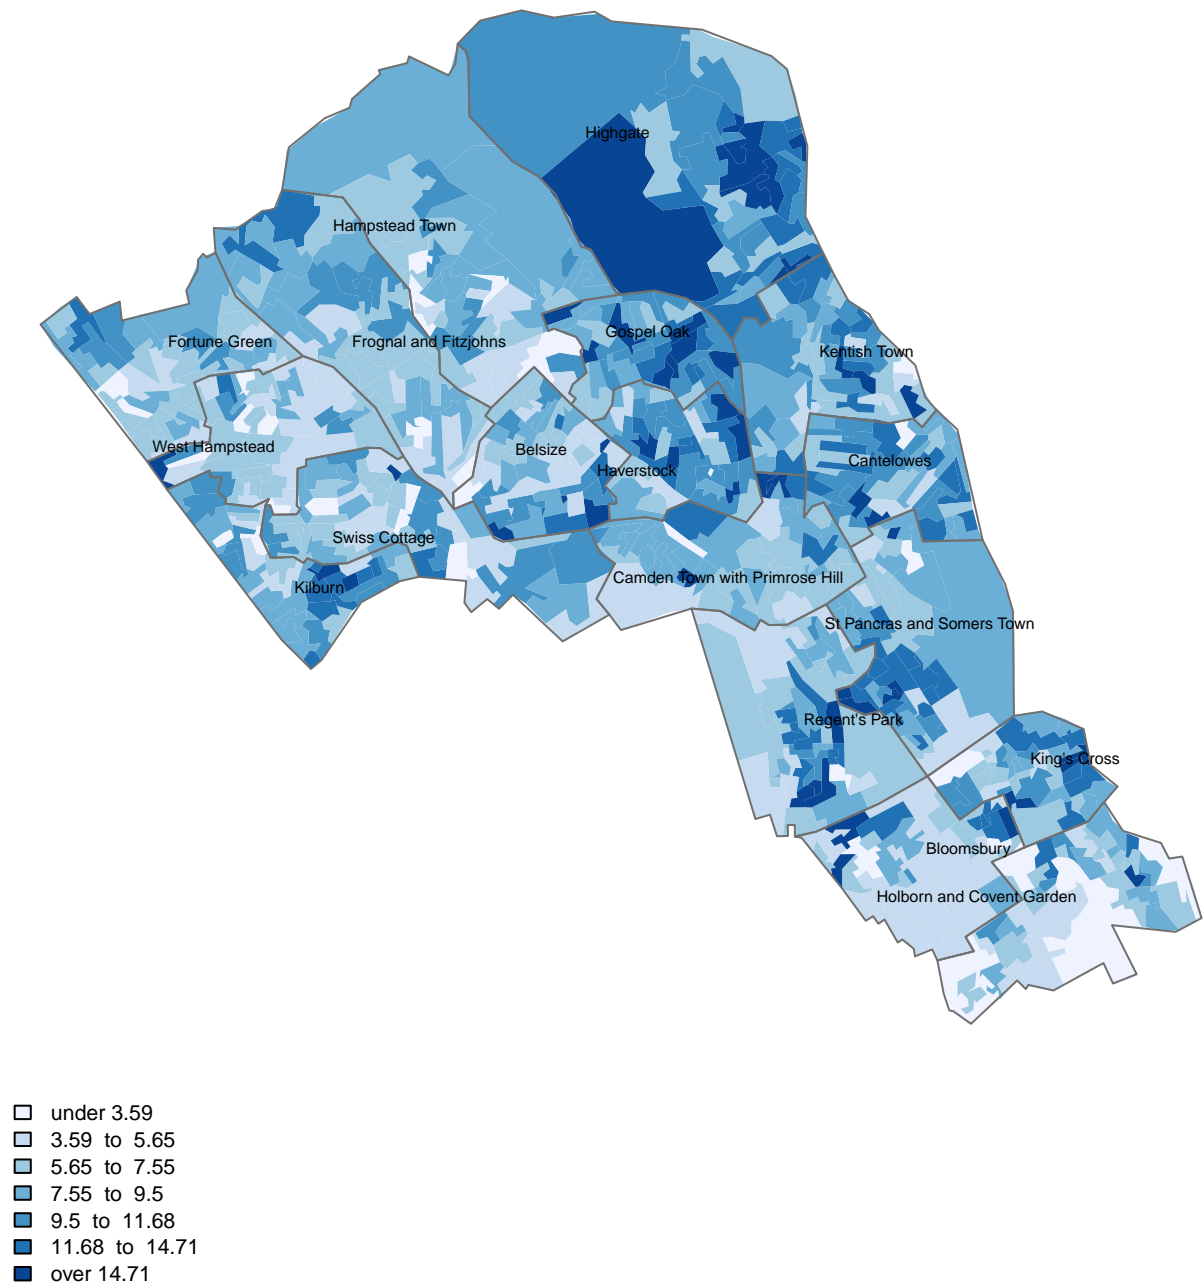 Highgate
Hampstead Town
Gospel Oak
Fortune Green
Frognal and Fitzjohns
Kentish Town
West Hampstead
Belsize
Cantelowes
Haverstock
Swiss Cottage
Camden Town with Primrose Hill
Kilburn
St Pancras and Somers Town
Regent's Park
King's Cross
Bloomsbury
Holborn and Covent Garden
under 3.59
3.59 to 5.65
5.65 to 7.55
7.55 to 9.5
9.5 to 11.68
11.68 to 14.71
over 14.71